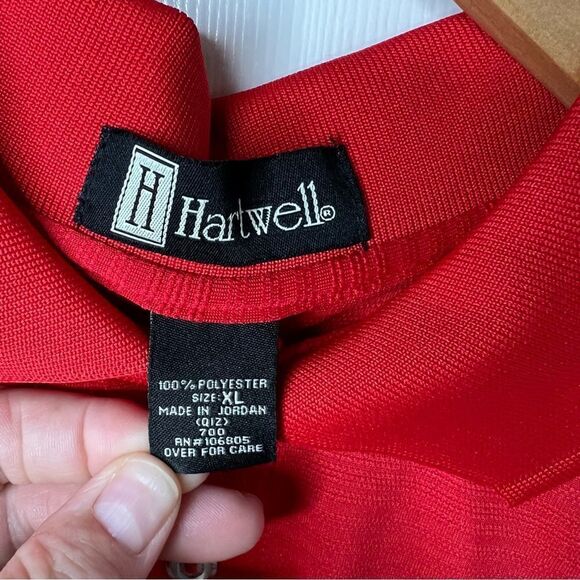 H
Hartwell®
100% POLYESTER
SIZE: XL
MADE IN JORDAN
(QIZ)
700
RN#106805
OVER FOR CARE